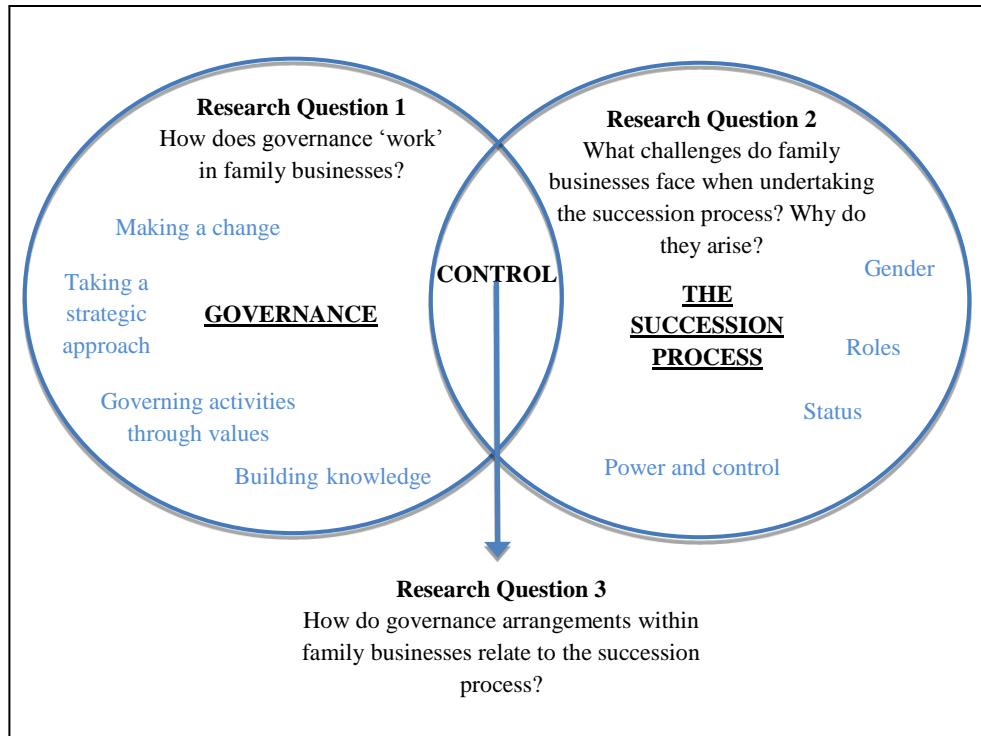 Research Question 1
How does governance ‘work’
in family businesses?
Making a change
Taking a
strategic
approach
GOVERNANCE
Governing activities
through values
Building knowledge
CONTROL
Research Question 2
What challenges do family
businesses face when undertaking
the succession process? Why do
they arise?
Gender
THE
SUCCESSION
PROCESS
Roles
Status
Power and control
Research Question 3
How do governance arrangements within
family businesses relate to the succession
process?